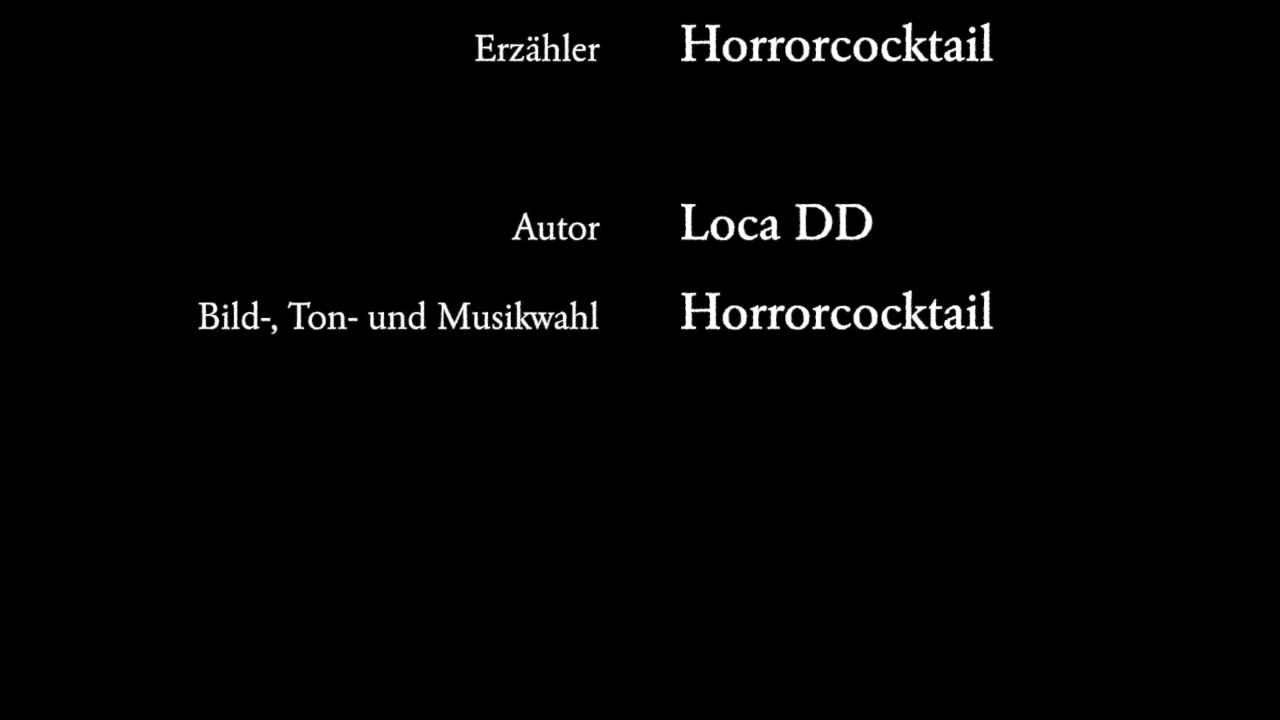 Erzähler Horrorcocktail
Autor Loca DD
Bild-, Ton- und Musikwahl Horrorcocktail